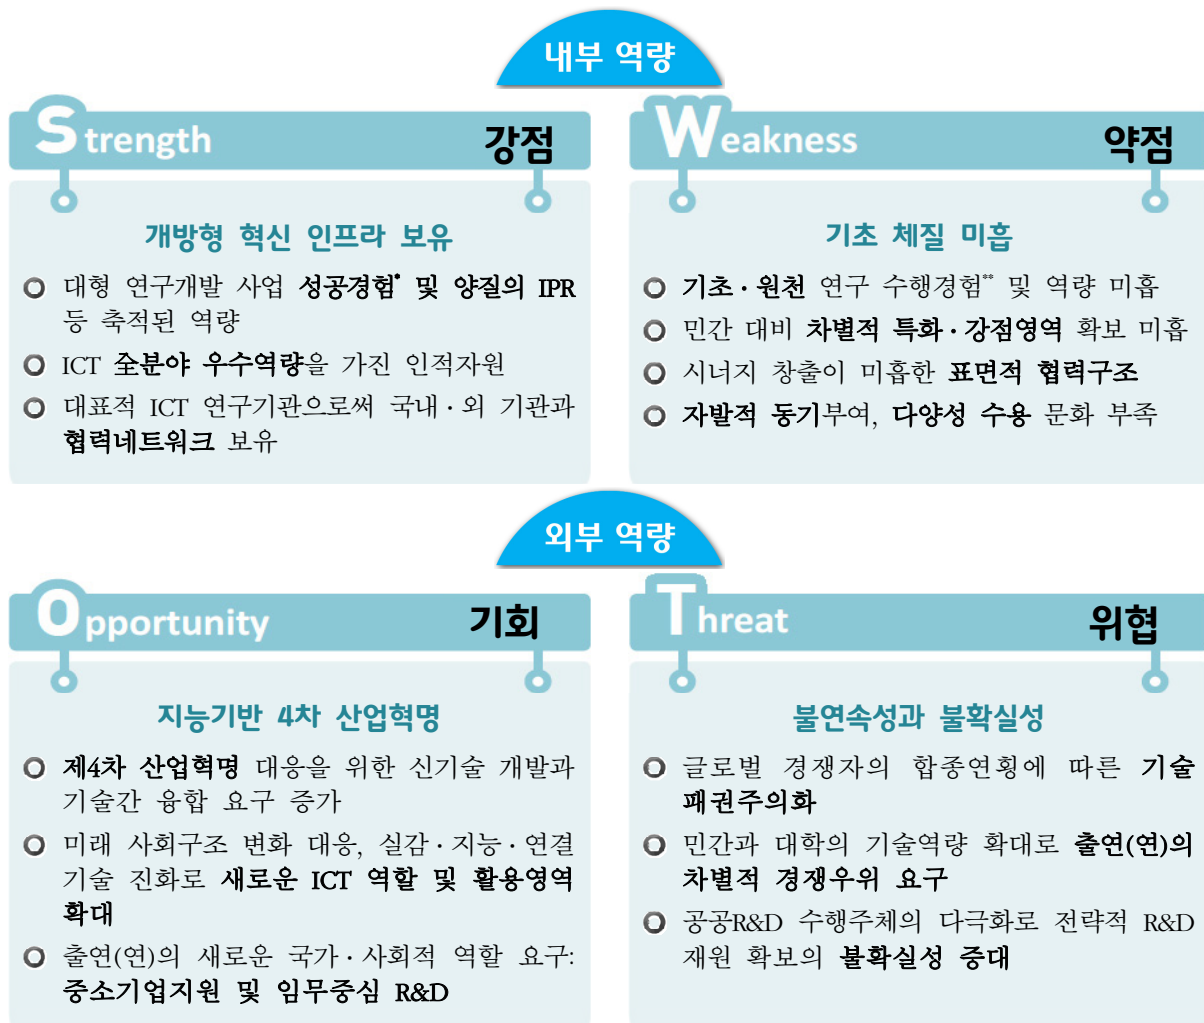 내부 역량
Strength 강점
개방형 혁신 인프라 보유
대형 연구개발 사업 성공경험* 및 양질의 IPR
등 축적된 역량
ICT 全분야 우수역량을 가진 인적자원
대표적 ICT 연구기관으로써 국내·외 기관과
협력네트워크 보유
Weakness 약점
기초 체질 미흡
기초·원천 연구 수행경험** 및 역량 미흡
민간 대비 차별적 특화·강점영역 확보 미흡
시너지 창출이 미흡한 표면적 협력구조
자발적 동기부여, 다양성 수용 문화 부족
외부 역량
Opportunity 기회
지능기반 4차 산업혁명
제4차 산업혁명 대응을 위한 신기술 개발과
기술간 융합 요구 증가
미래 사회구조 변화 대응, 실감·지능·연결
기술 진화로 새로운 ICT 역할 및 활용영역
확대
출연(연)의 새로운 국가·사회적 역할 요구:
중소기업지원 및 임무중심 R&D
Threat 위협
불연속성과 불확실성
글로벌 경쟁자의 합종연횡에 따른 기술
패권주의화
민간과 대학의 기술역량 확대로 출연(연)의
차별적 경쟁우위 요구
공공R&D 수행주체의 다극화로 전략적 R&D
재원 확보의 불확실성 증대